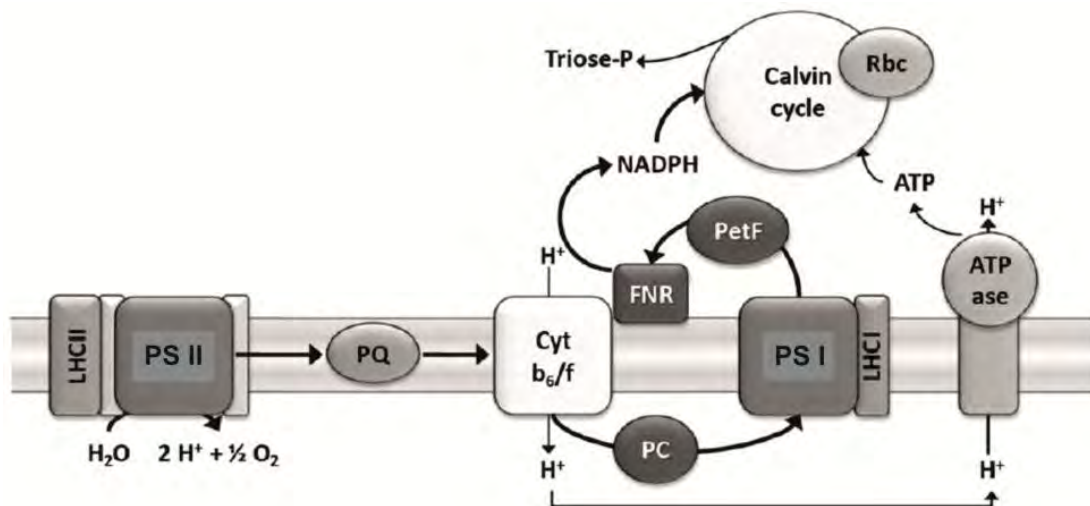 Triose-P
Calvin
cycle
Rbc
NADPH
ATP
H⁺
PetF
H⁺
FNR
ATP
ase
LHCII
PS II
PQ
Cyt
b₆/f
PS I
LHCI
H₂O
2 H⁺ + ½ O₂
PC
H⁺
H⁺